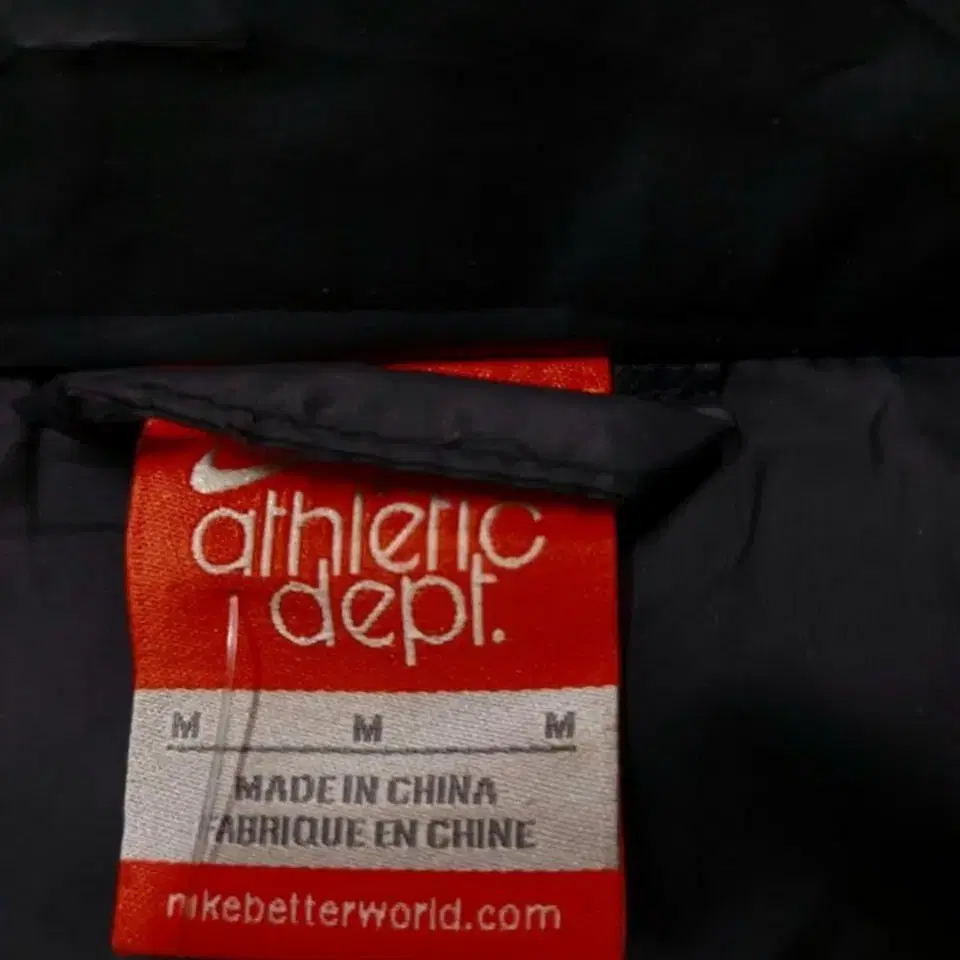 athletic
dept.
M M M
MADE IN CHINA
FABRIQUE EN CHINE
nikebetterworld.com